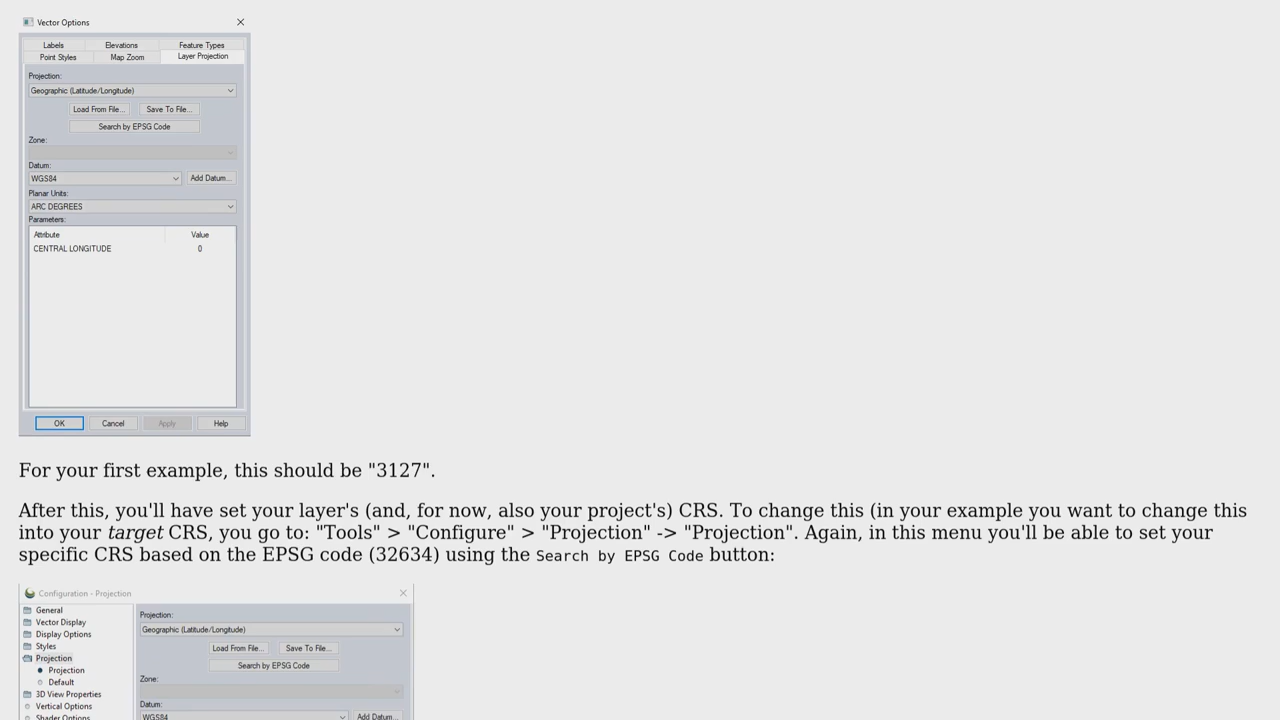 Vector Options
Labels Elevations Feature Types
Point Styles Map Zoom Layer Projection
Projection:
Geographic (Latitude/Longitude)
Load From File... Save To File...
Search by EPSG Code
Zone:
Datum:
WGS84 Add Datum...
Planar Units:
ARC DEGREES
Parameters:
Attribute Value
CENTRAL LONGITUDE 0
OK Cancel Apply Help
For your first example, this should be "3127".
After this, you'll have set your layer's (and, for now, also your project's) CRS. To change this (in your example you want to change this
into your target CRS, you go to: "Tools" > "Configure" > "Projection" -> "Projection". Again, in this menu you'll be able to set your
specific CRS based on the EPSG code (32634) using the Search by EPSG Code button:
Configuration - Projection
General
Vector Display
Display Options
Styles
Projection
Projection
Default
3D View Properties
Vertical Options
Shader Options
Projection:
Geographic (Latitude/Longitude)
Load From File... Save To File...
Search by EPSG Code
Zone:
Datum:
WGS84 Add Datum...